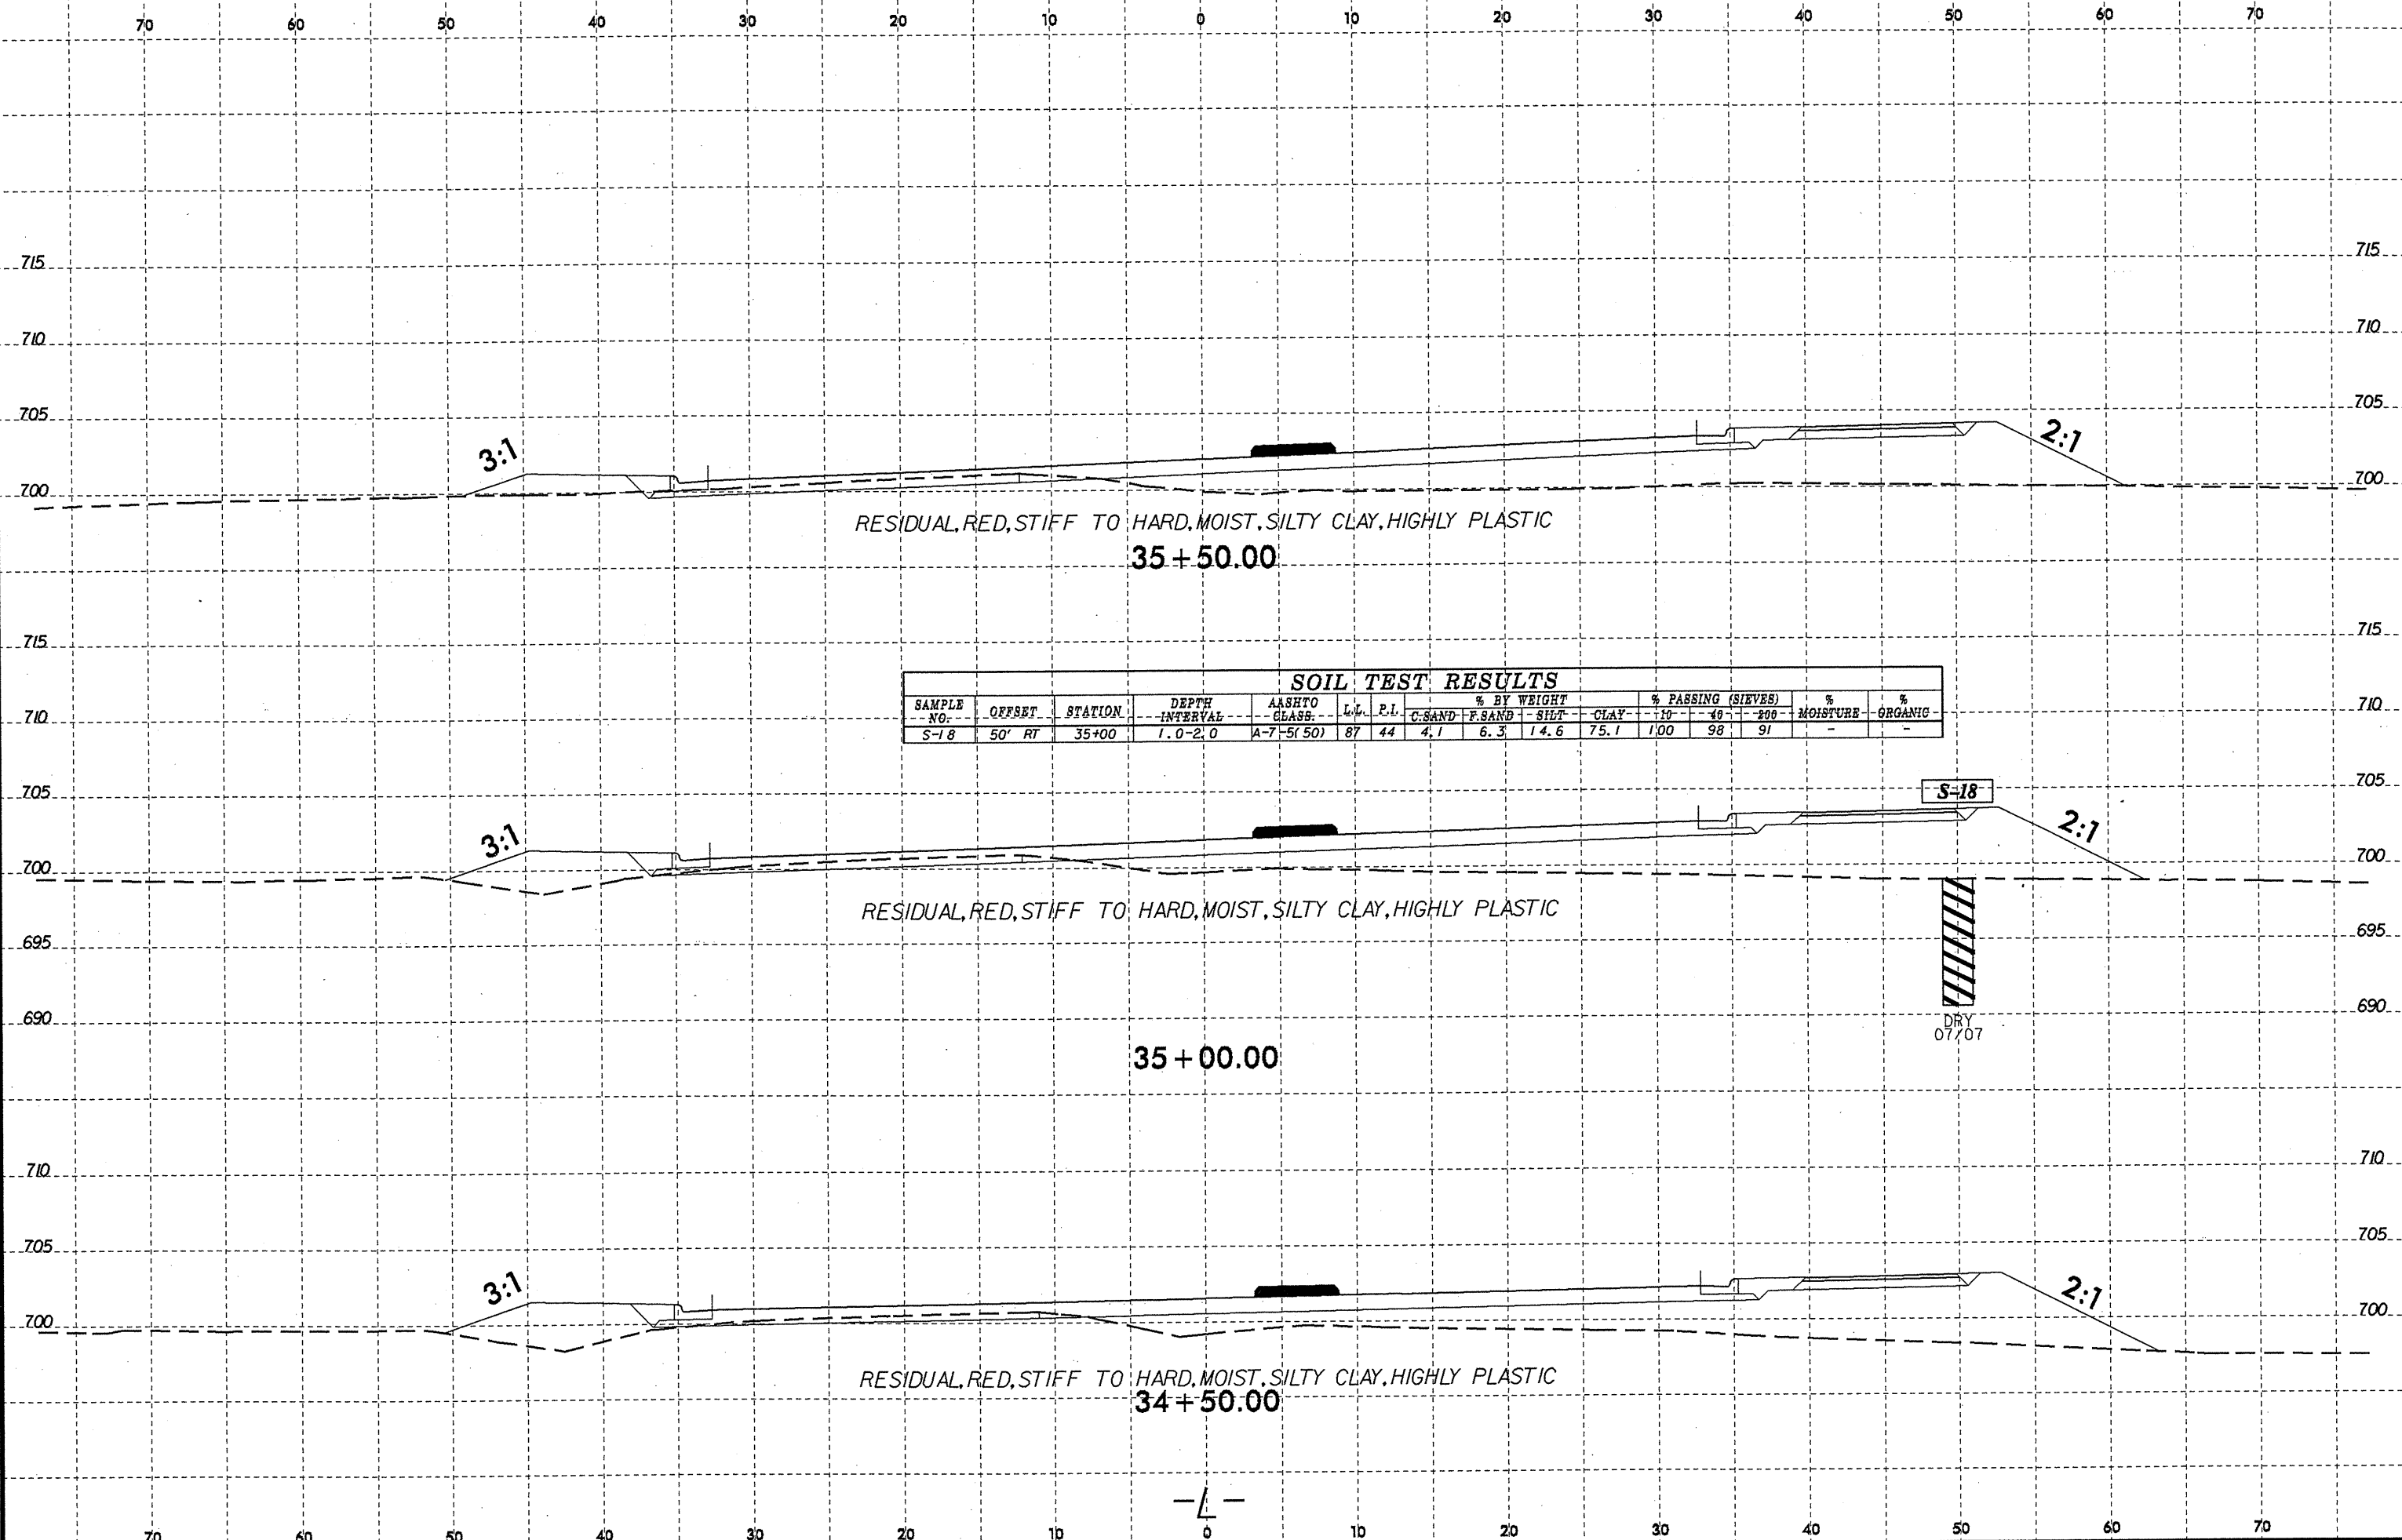 70 60 50 40 30 20 10 0 10 20 30 40 50 60 70
715 715
710 710
705 705
3:1 2:1
700 700
RESIDUAL, RED, STIFF TO HARD, MOIST, SILTY CLAY, HIGHLY PLASTIC
35+50.00
715 715
SOIL TEST RESULTS
SAMPLE NO. OFFSET STATION DEPTH INTERVAL AASHTO CLASS. L.L. P.I. % BY WEIGHT C.SAND F.SAND SILT CLAY % PASSING (SIEVES) 10 40 200 % MOISTURE % ORGANIC
S-18 50' RT 35+00 1.0-2.0 A-7-5(50) 87 44 4.1 6.3 14.6 75.1 100 98 91 - -
710 710
705 705
S-18
3:1 2:1
700 700
RESIDUAL, RED, STIFF TO HARD, MOIST, SILTY CLAY, HIGHLY PLASTIC
695 695
690 690
DRY
07/07
35+00.00
710 710
705 705
3:1 2:1
700 700
RESIDUAL, RED, STIFF TO HARD, MOIST, SILTY CLAY, HIGHLY PLASTIC
34+50.00
-L-
70 60 50 40 30 20 10 0 10 20 30 40 50 60 70